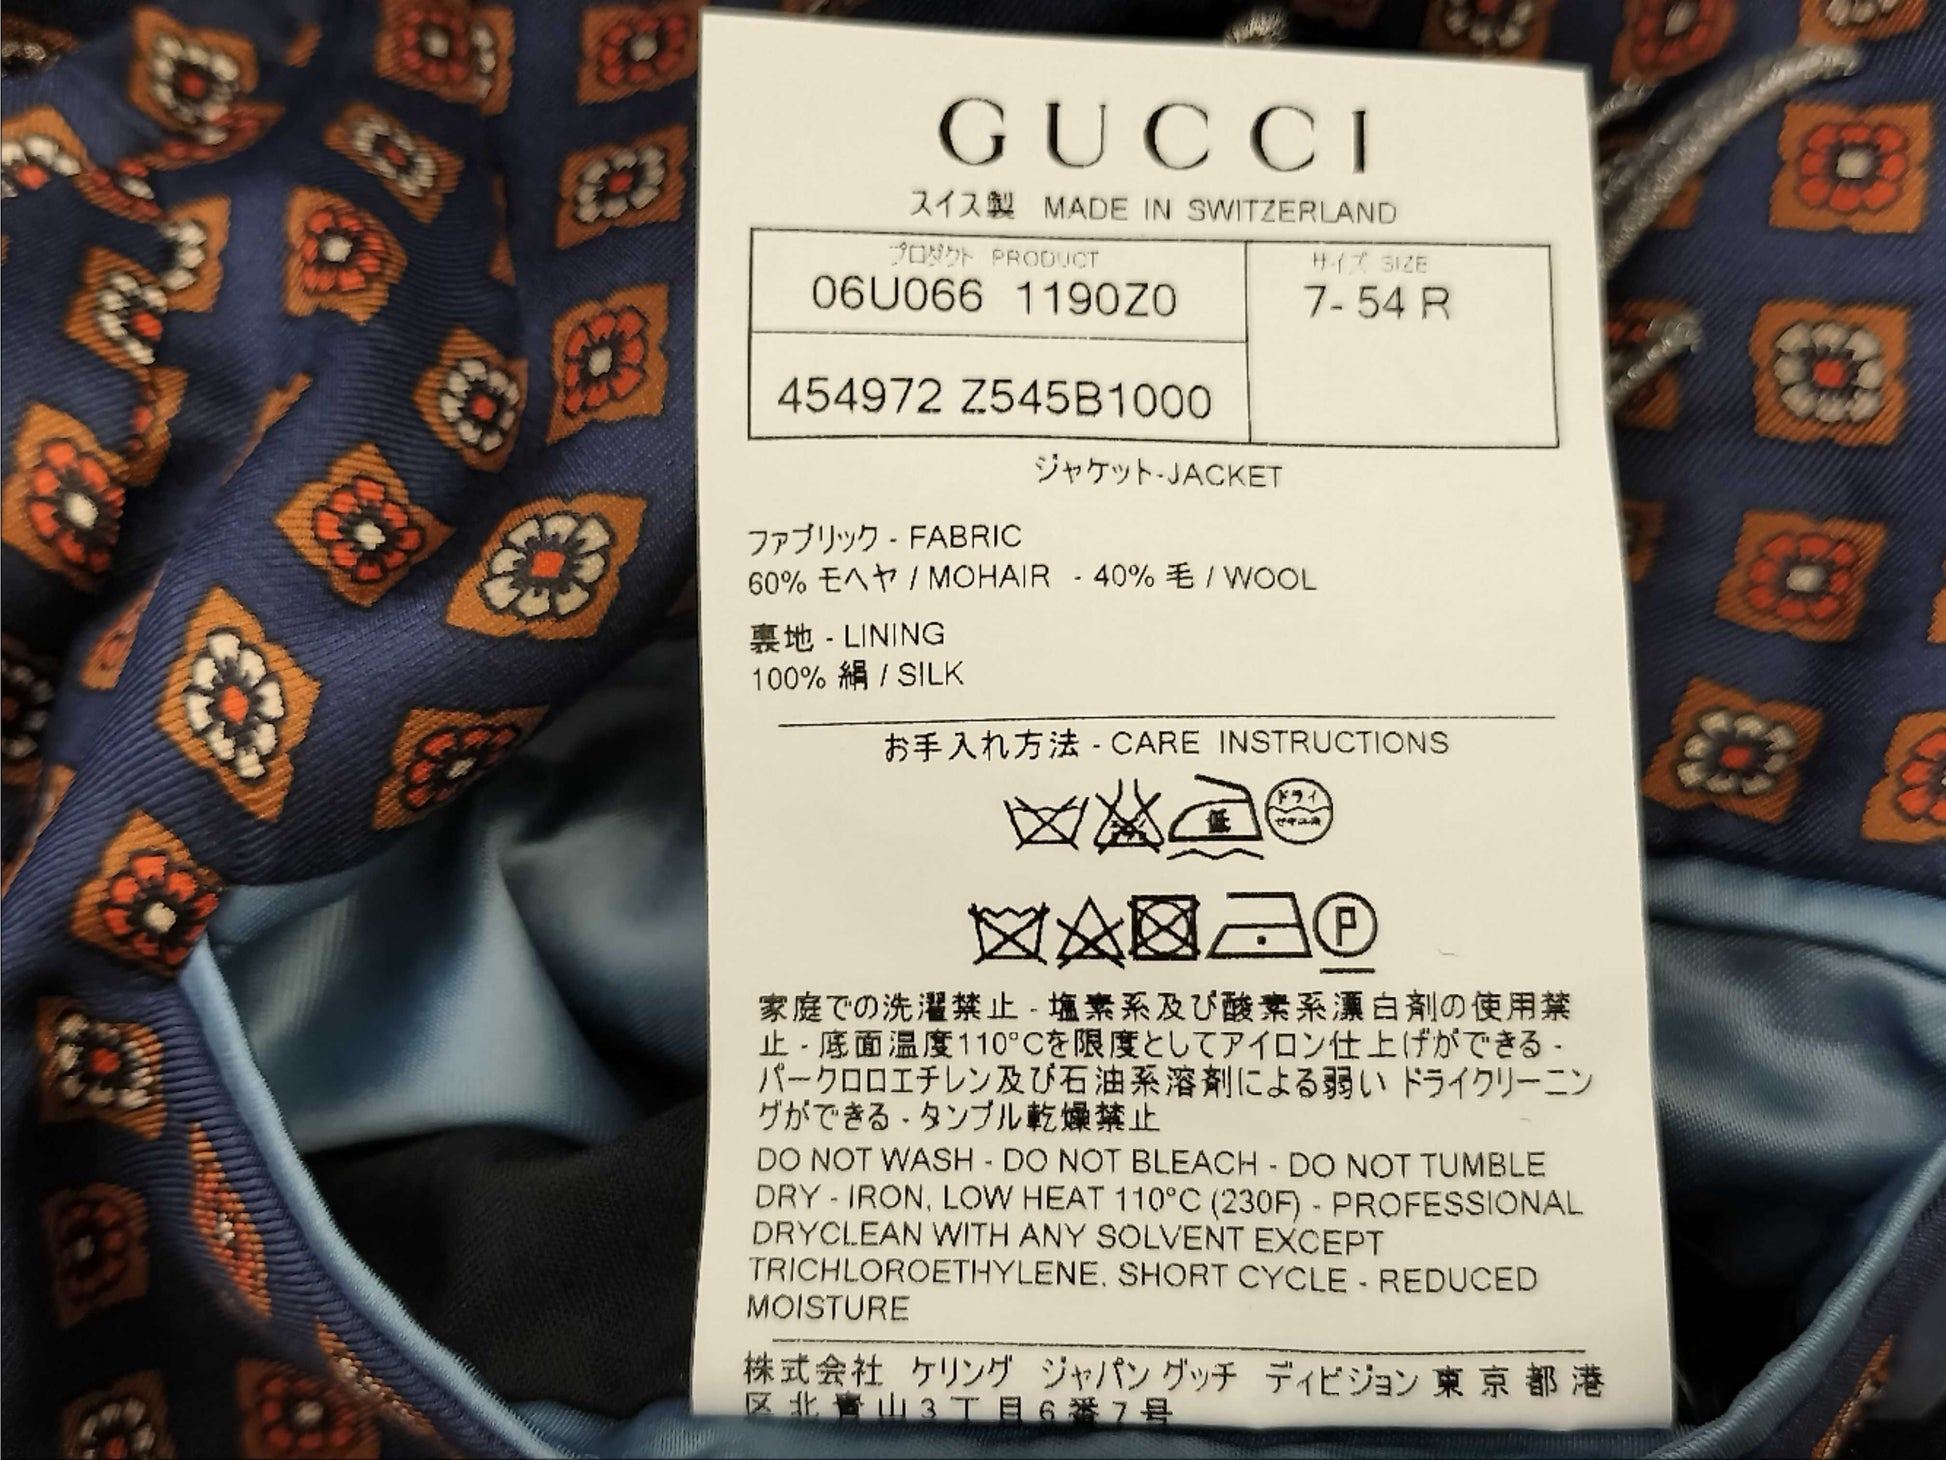 GUCCI
スイス製 MADE IN SWITZERLAND
プロダクト PRODUCT
06U066 1190Z0
サイズ SIZE
7- 54 R
454972 Z545B1000
ジャケット-JACKET
ファブリック - FABRIC
60% モヘヤ / MOHAIR - 40% 毛 / WOOL
裏地 - LINING
100% 絹 / SILK
お手入れ方法 - CARE INSTRUCTIONS
低 ドライ
P
家庭での洗濯禁止 - 塩素系及び酸素系漂白剤の使用禁
止 - 底面温度110°Cを限度としてアイロン仕上げができる -
パークロロエチレン及び石油系溶剤による弱い ドライクリーニン
グができる - タンブル乾燥禁止
DO NOT WASH - DO NOT BLEACH - DO NOT TUMBLE
DRY - IRON, LOW HEAT 110°C (230F) - PROFESSIONAL
DRYCLEAN WITH ANY SOLVENT EXCEPT
TRICHLOROETHYLENE, SHORT CYCLE - REDUCED
MOISTURE
株式会社 ケリング ジャパン グッチ ディビジョン 東京都港
区北青山3丁目6番7号